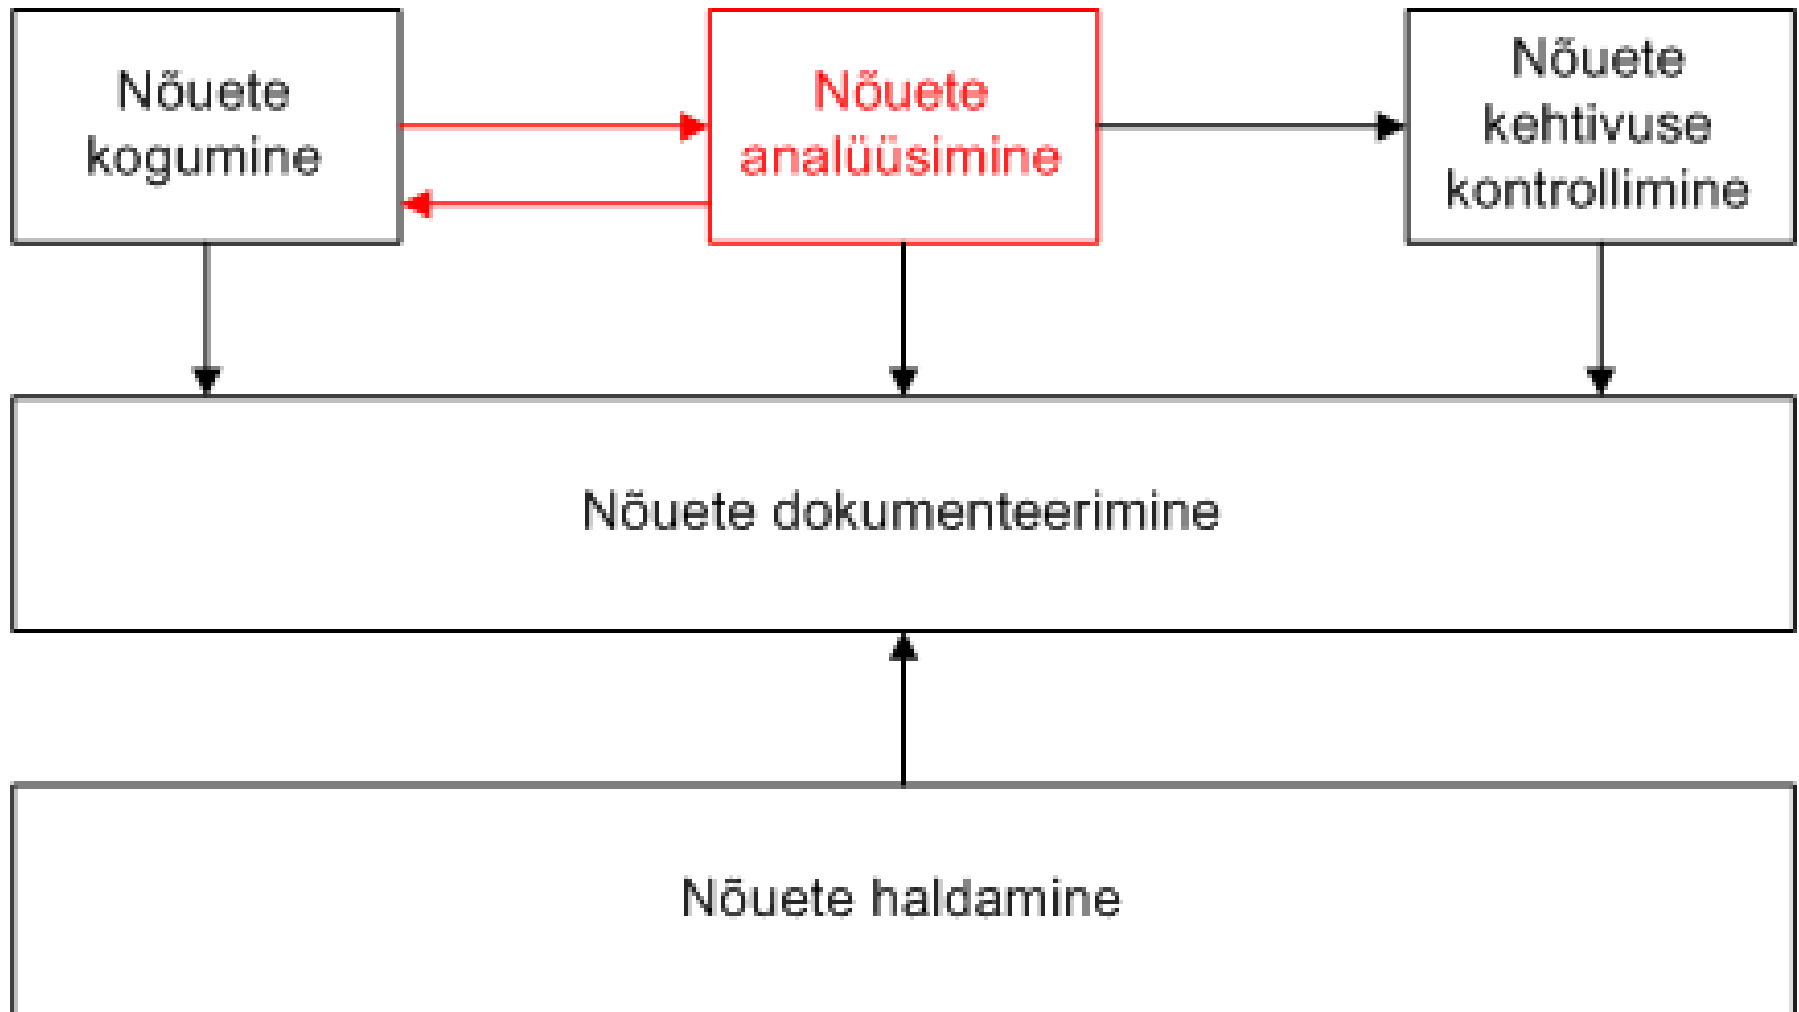 Nõuete
kogumine
Nõuete
analüüsimine
Nõuete
kehtivuse
kontrollimine
Nõuete dokumenteerimine
Nõuete haldamine